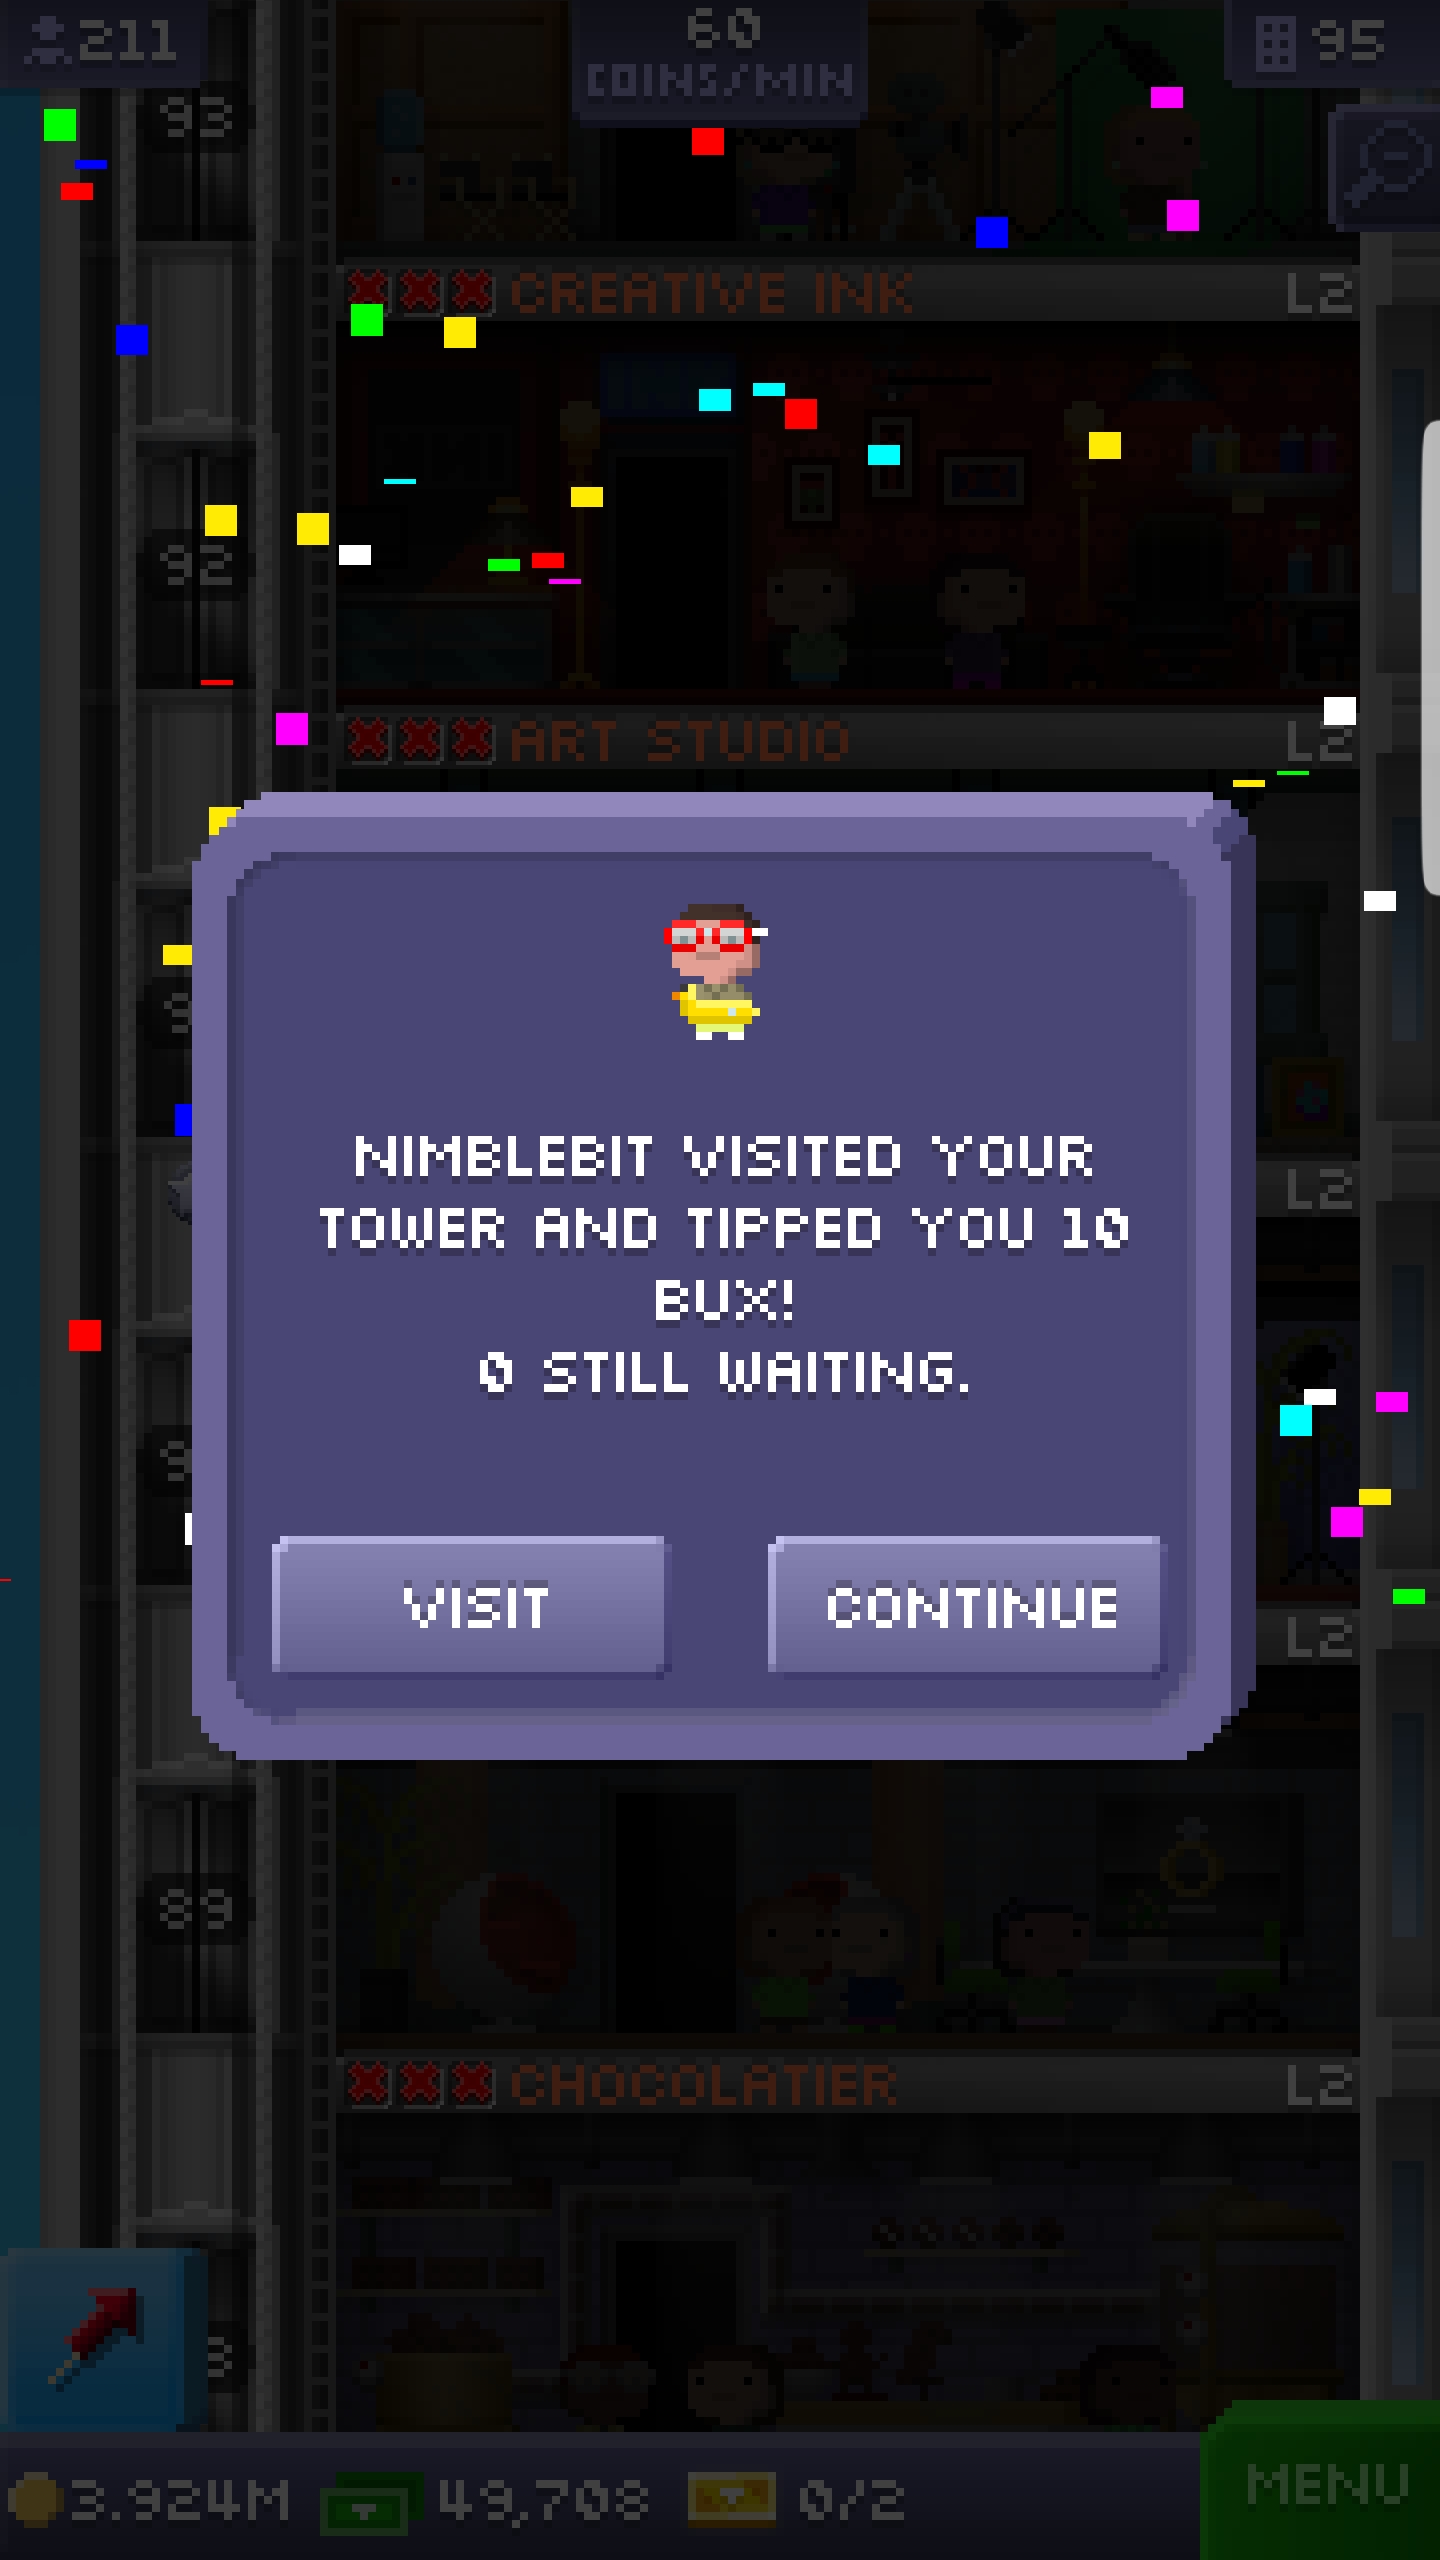 211
60
COINS/MIN
95
93
CREATIVE INK L2
92
ART STUDIO L2
L2
L2
NIMBLEBIT VISITED YOUR
TOWER AND TIPPED YOU 10
BUX!
0 STILL WAITING.
VISIT
CONTINUE
89
CHOCOLATIER L2
3.924M
49,708
0/2
MENU